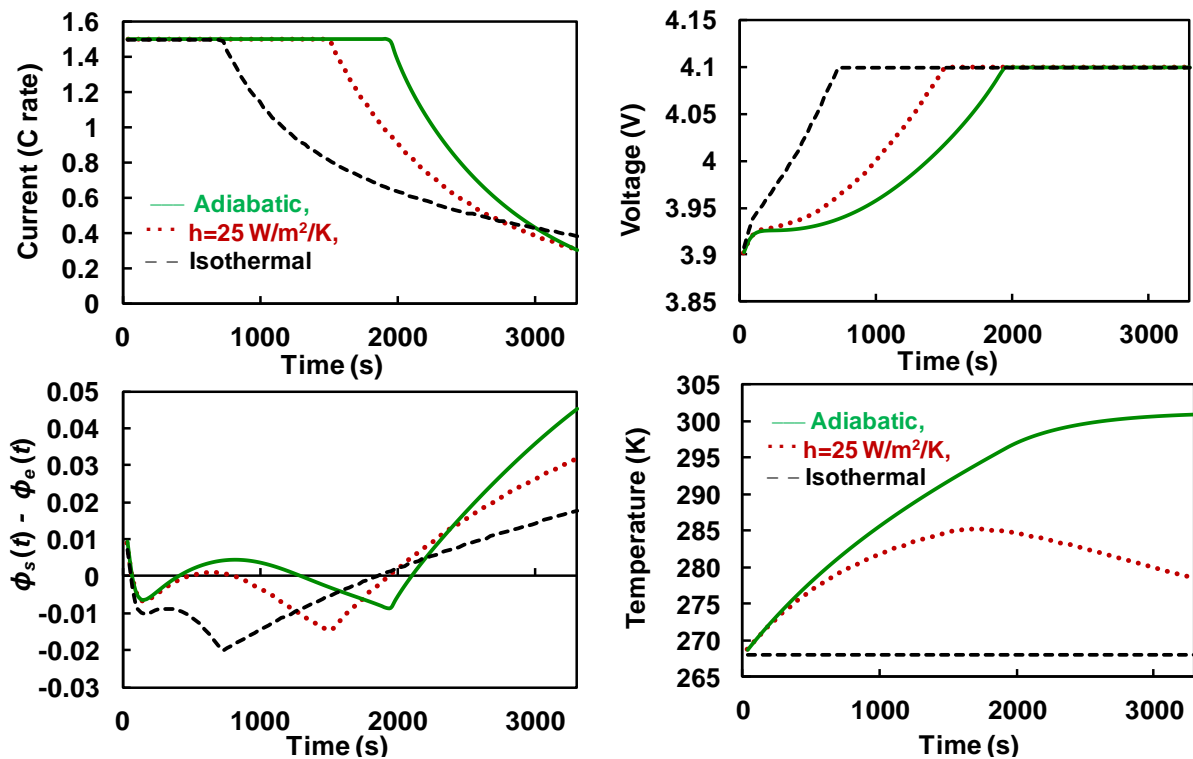 1.6
1.4
1.2
1
0.8
0.6
0.4
0.2
0
Current (C rate)
Adiabatic,
h=25 W/m²/K,
Isothermal
0 1000 2000 3000
Time (s)
4.15
4.1
4.05
4
3.95
3.9
3.85
Voltage (V)
0 1000 2000 3000
Time (s)
0.05
0.04
0.03
0.02
0.01
0
-0.01
-0.02
-0.03
ϕs(t) - ϕe(t)
0 1000 2000 3000
Time (s)
305
300
295
290
285
280
275
270
265
Temperature (K)
Adiabatic,
h=25 W/m²/K,
Isothermal
0 1000 2000 3000
Time (s)